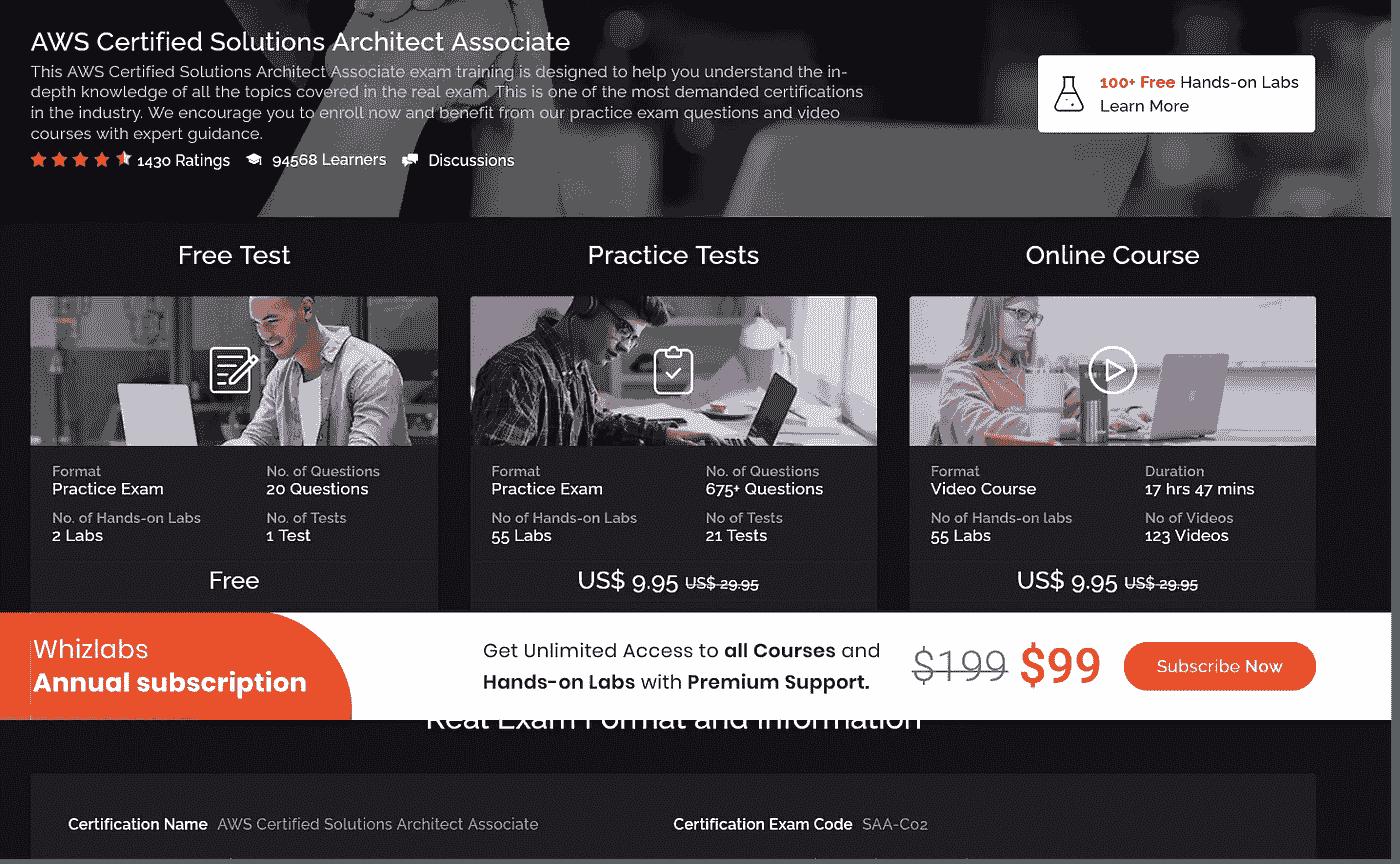 AWS Certified Solutions Architect Associate
This AWS Certified Solutions Architect Associate exam training is designed to help you understand the in-
depth knowledge of all the topics covered in the real exam. This is one of the most demanded certifications
in the industry. We encourage you to enroll now and benefit from our practice exam questions and video
courses with expert guidance.
1430 Ratings 94568 Learners Discussions
100+ Free Hands-on Labs
Learn More
Free Test
Format
Practice Exam
No. of Questions
20 Questions
No. of Hands-on Labs
2 Labs
No. of Tests
1 Test
Free
Practice Tests
Format
Practice Exam
No. of Questions
675+ Questions
No of Hands-on Labs
55 Labs
No of Tests
21 Tests
US$ 9.95 US$ 29.95
Online Course
Format
Video Course
Duration
17 hrs 47 mins
No of Hands-on labs
55 Labs
No of Videos
123 Videos
US$ 9.95 US$ 29.95
Whizlabs
Annual subscription
Get Unlimited Access to all Courses and
Hands-on Labs with Premium Support.
$199 $99
Subscribe Now
Real Exam Format and Information
Certification Name AWS Certified Solutions Architect Associate
Certification Exam Code SAA-C02